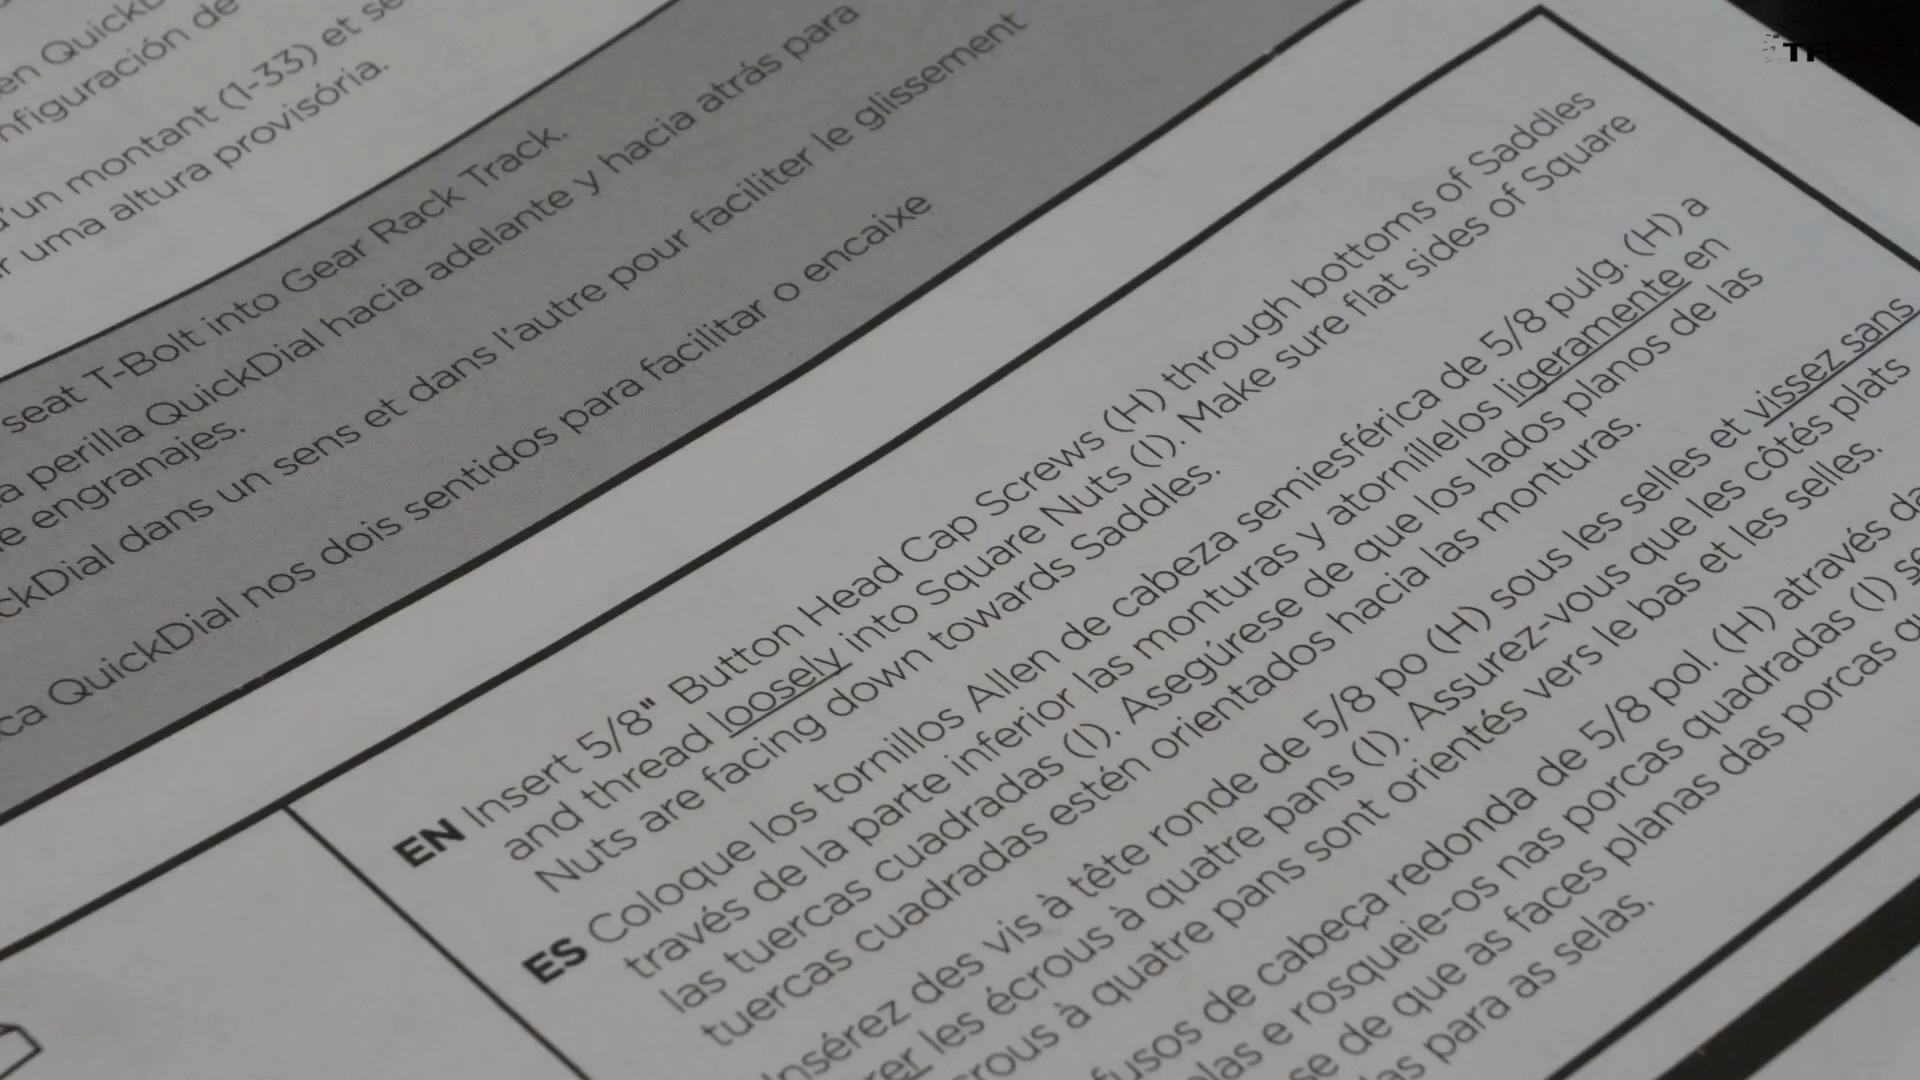 en
nfiguración de
d'un montant (1-33) et
uma altura provisória.
seat T-Bolt into Gear Rack Track.
perilla QuickDial hacia adelante y hacia atrás para
engranajes.
ckDial dans un sens et dans l'autre pour faciliter le glissement
ca QuickDial nos dois sentidos para facilitar o encaixe
EN Insert 5/8" Button Head Cap Screws (H) through bottoms of Saddles
and thread loosely into Square Nuts (I). Make sure flat sides of Square
Nuts are facing down towards Saddles.
ES Coloque los tornillos Allen de cabeza semiesférica de 5/8 pulg. (H) a
través de la parte inferior las monturas y atorníllelos ligeramente en
las tuercas cuadradas (I). Asegúrese de que los lados planos de las
tuercas cuadradas estén orientados hacia las monturas.
Insérez des vis à tête ronde de 5/8 po (H) sous les selles et vissez sans
rer les écrous à quatre pans (I). Assurez-vous que les côtés plats
crous à quatre pans sont orientés vers le bas et les selles.
fusos de cabeça redonda de 5/8 pol. (H) através
elas e rosqueie-os nas porcas quadradas (I)
se de que as faces planas das porcas
as para as selas.